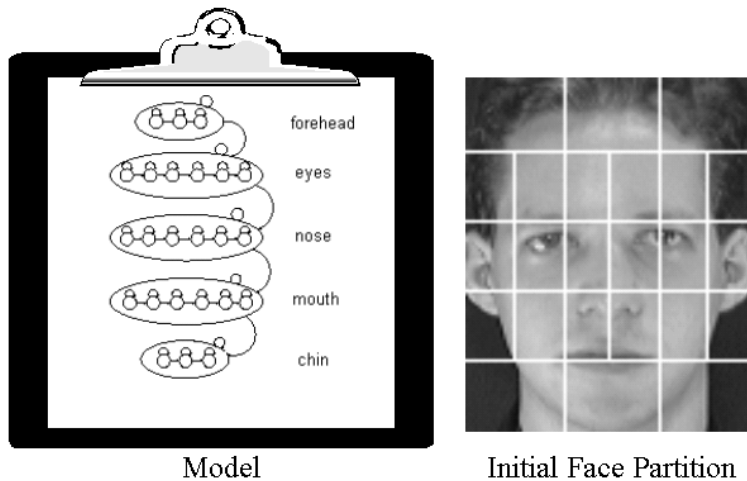 forehead
eyes
nose
mouth
chin
Model
Initial Face Partition